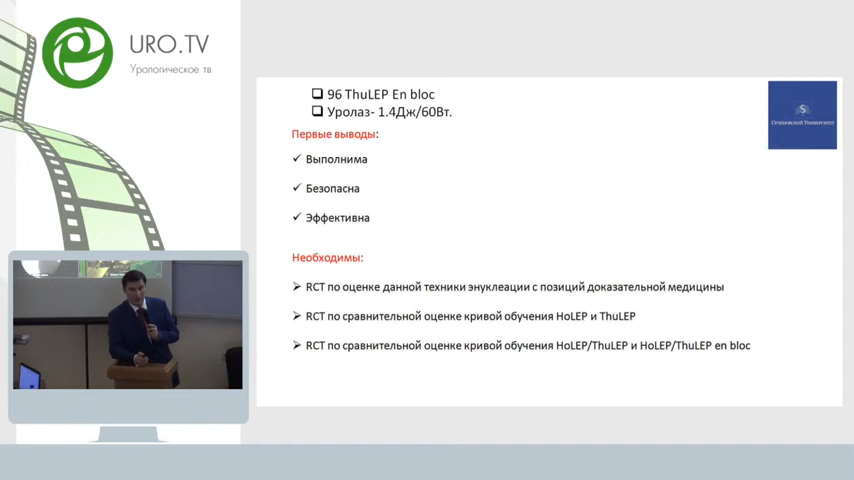 URO.TV
Урологическое тв
96 ThuLEP En bloc
Уролаз- 1.4Дж/60Вт.
Первые выводы:
Выполнима
Безопасна
Эффективна
Необходимы:
RCT по оценке данной техники энуклеации с позиций доказательной медицины
RCT по сравнительной оценке кривой обучения HoLEP и ThuLEP
RCT по сравнительной оценке кривой обучения HoLEP/ThuLEP и HoLEP/ThuLEP en bloc
S
Сеченовский Университет